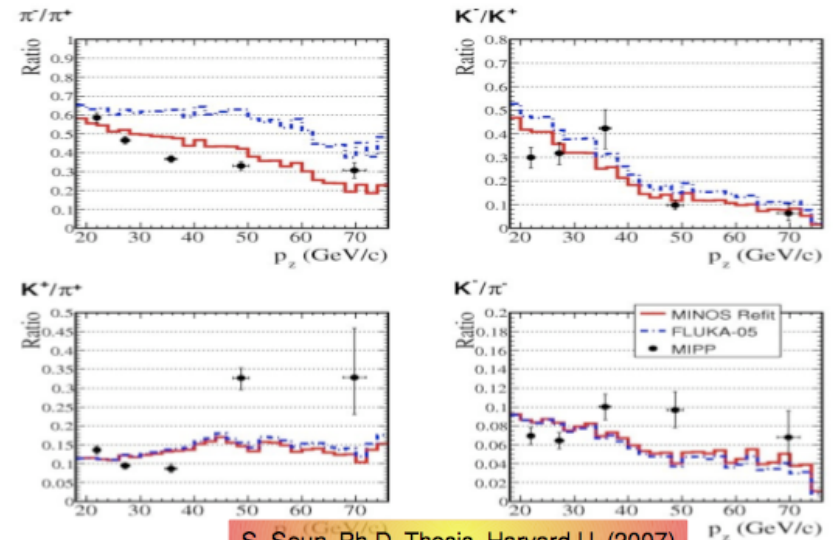 π⁻/π⁺
Ratio
1
0.9
0.8
0.7
0.6
0.5
0.4
0.3
0.2
0.1
0
20 30 40 50 60 70
p_z (GeV/c)
K⁻/K⁺
Ratio
0.8
0.7
0.6
0.5
0.4
0.3
0.2
0.1
0
20 30 40 50 60 70
p_z (GeV/c)
K⁺/π⁺
Ratio
0.5
0.45
0.4
0.35
0.3
0.25
0.2
0.15
0.1
0.05
0
20 30 40 50 60 70
K⁻/π⁻
Ratio
0.2
0.18
0.16
0.14
0.12
0.1
0.08
0.06
0.04
0.02
0
MINOS Refit
FLUKA-05
MIPP
20 30 40 50 60 70
p_z (GeV/c)
S. Seun, Ph.D. Thesis, Harvard U. (2007)